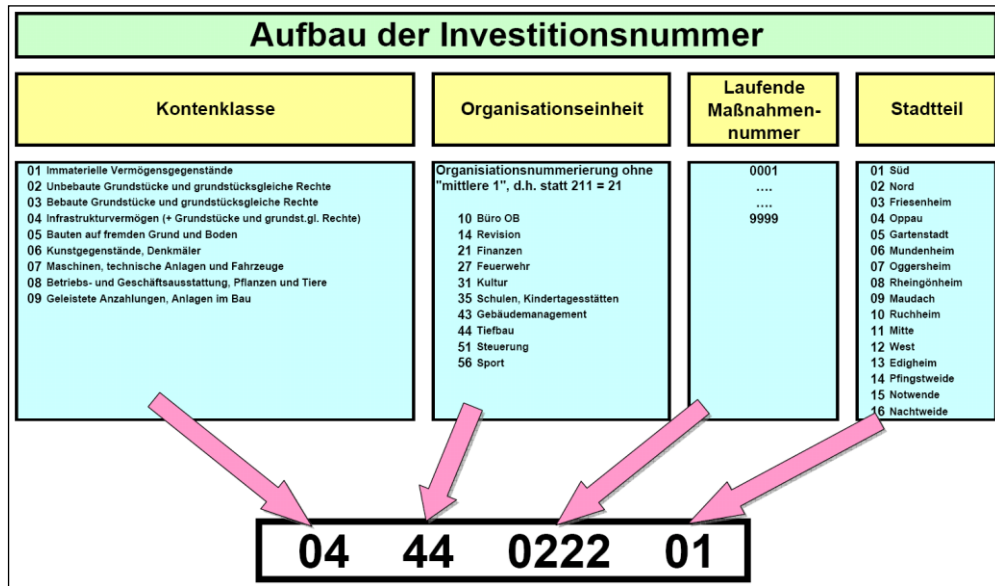 Aufbau der Investitionsnummer
Kontenklasse
01 Immaterielle Vermögensgegenstände
02 Unbebaute Grundstücke und grundstücksgleiche Rechte
03 Bebaute Grundstücke und grundstücksgleiche Rechte
04 Infrastrukturvermögen (+ Grundstücke und grundst.gl. Rechte)
05 Bauten auf fremden Grund und Boden
06 Kunstgegenstände, Denkmäler
07 Maschinen, technische Anlagen und Fahrzeuge
08 Betriebs- und Geschäftsausstattung, Pflanzen und Tiere
09 Geleistete Anzahlungen, Anlagen im Bau
Organisationseinheit
Organisiationsnummerierung ohne
"mittlere 1", d.h. statt 211 = 21
10 Büro OB
14 Revision
21 Finanzen
27 Feuerwehr
31 Kultur
35 Schulen, Kindertagesstätten
43 Gebäudemanagement
44 Tiefbau
51 Steuerung
56 Sport
Laufende
Maßnahmen-
nummer
0001
....
....
9999
Stadtteil
01 Süd
02 Nord
03 Friesenheim
04 Oppau
05 Gartenstadt
06 Mundenheim
07 Oggersheim
08 Rheingönheim
09 Maudach
10 Ruchheim
11 Mitte
12 West
13 Edigheim
14 Pfingstweide
15 Notwende
16 Nachtweide
04 44 0222 01